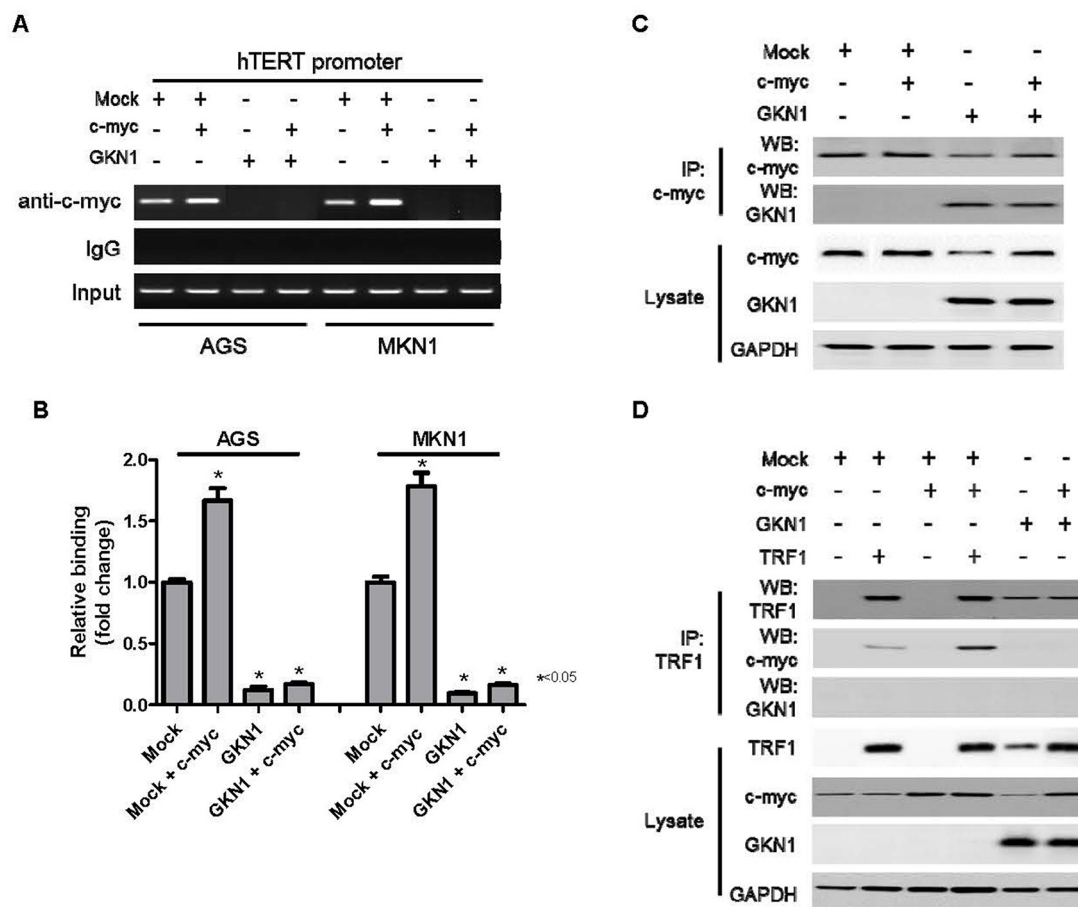 A
hTERT promoter
Mock + + - - + + - -
c-myc - + - + - + - +
GKN1 - - + + - - + +
anti-c-myc
IgG
Input
AGS MKN1
B
AGS MKN1
Relative binding
(fold change)
2.0
1.5
1.0
0.5
0.0
* * * * * *
*<0.05
Mock
Mock + c-myc
GKN1
GKN1 + c-myc
Mock
Mock + c-myc
GKN1
GKN1 + c-myc
C
Mock + + - -
c-myc - + - +
GKN1 - - + +
IP:
c-myc
WB:
c-myc
WB:
GKN1
Lysate
c-myc
GKN1
GAPDH
D
Mock + + + + - -
c-myc - - + + - +
GKN1 - - - - + +
TRF1 - + - +
IP:
TRF1
WB:
TRF1
WB:
c-myc
WB:
GKN1
Lysate
TRF1
c-myc
GKN1
GAPDH